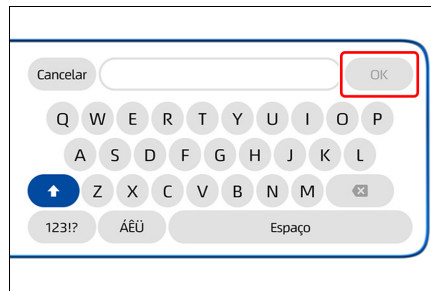 Cancelar OK
Q W E R T Y U I O P
A S D F G H J K L
Z X C V B N M
123!? ÁÊÜ Espaço